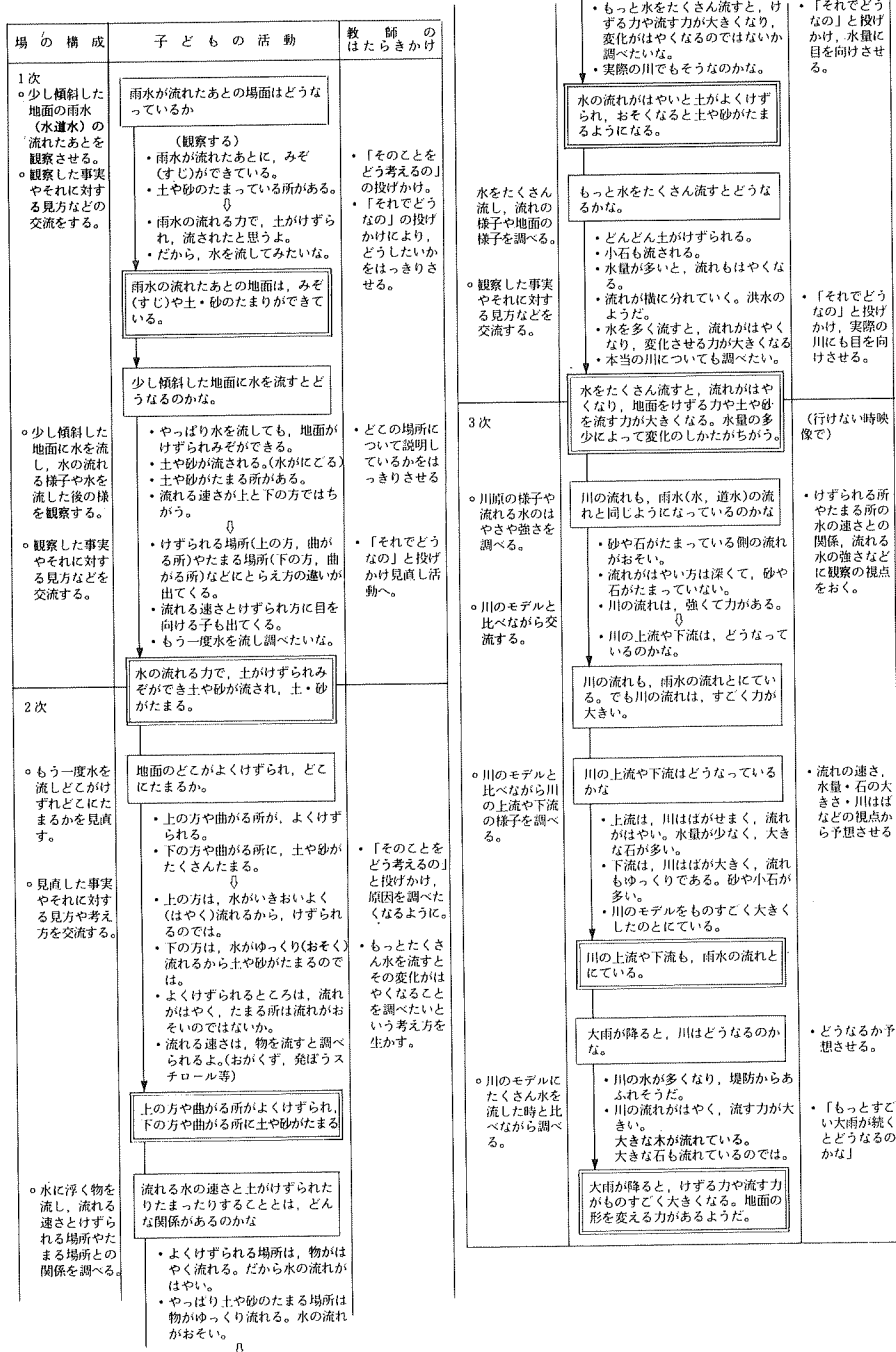 場の構成
子どもの活動
教師の
はたらきかけ
1次
○少し傾斜した
地面の雨水
（水道水）の
流れたあとを
観察させる。
○観察した事実
やそれに対す
る見方などの
交流をする。
雨水が流れたあとの場面はどうな
っているか
（観察する）
・雨水が流れたあとに，みぞ
（すじ）ができている。
・土や砂のたまっている所がある。
⇩
・雨水の流れる力で，土がけずら
れ，流されたと思うよ。
・だから，水を流してみたいな。
・「そのことを
どう考えるの」
の投げかけ。
・「それでどう
なの」の投げ
かけにより，
どうしたいか
をはっきりさ
せる。
雨水の流れたあとの地面は，みぞ
（すじ）や土・砂のたまりができて
いる。
少し傾斜した地面に水を流すとど
うなるのかな。
○少し傾斜した
地面に水を流
し，水の流れ
る様子や水を
流した後の様
を観察する。
○観察した事実
やそれに対す
る見方などを
交流する。
・やっぱり水を流しても，地面が
けずられみぞができる。
・土や砂が流される。（水がにごる）
・土や砂がたまる所がある。
・流れる速さが上と下の方ではち
がう。
⇩
・けずられる場所（上の方，曲が
る所）やたまる場所（下の方，曲
がる所）などにとらえ方の違いが
出てくる。
・流れる速さとけずられ方に目を
向ける子も出てくる。
・もう一度水を流し調べたいな。
・どこの場所に
ついて説明し
ているかをは
っきりさせる
・「それでどう
なの」と投げ
かけ見直し活
動へ。
水の流れる力で，土がけずられみ
ぞができ土や砂が流され，土・砂
がたまる。
2次
地面のどこがよくけずられ，どこ
にたまるか。
○もう一度水を
流しどこがけ
ずれどこにた
まるかを見直
す。
○見直した事実
やそれに対す
る見方や考え
方を交流する。
・上の方や曲がる所が，よくけず
られる。
・下の方や曲がる所に，土や砂が
たくさんたまる。
⇩
・上の方は，水がいきおいよく
（はやく）流れるから，けずられ
るのでは。
・下の方は，水がゆっくり（おそく）
流れるから土や砂がたまるので
は。
・よくけずられるところは，流れ
がはやく，たまる所は流れがお
そいのではないか。
・流れる速さは，物を流すと調べ
られるよ。（おがくず，発ぽうス
チロール等）
・「そのことを
どう考えるの」
と投げかけ，
原因を調べた
くなるように。
・もっとたくさ
ん水を流すと
その変化がは
やくなること
を調べたいと
いう考え方を
生かす。
上の方や曲がる所がよくけずられ，
下の方や曲がる所に土や砂がたまる
流れる水の速さと土がけずられた
りたまったりすることとは，どん
な関係があるのかな
○水に浮く物を
流し，流れる
速さとけずら
れる場所やた
まる場所との
関係を調べる。
・よくけずられる場所は，物がは
やく流れる。だから水の流れが
はやい。
・やっぱり土や砂のたまる場所は
物がゆっくり流れる。水の流れ
がおそい。
⇩
・もっと水をたくさん流すと，け
ずる力や流す力が大きくなり，
変化がはやくなるのではないか
調べたいな。
・実際の川でもそうなのかな。
・「それでどう
なの」と投げ
かけ，水量に
目を向けさせ
る。
水の流れがはやいと土がよくけず
られ，おそくなると土や砂がたま
るようになる。
もっと水をたくさん流すとどうな
るかな。
水をたくさん
流し，流れの
様子や地面の
様子を調べる。
○観察した事実
やそれに対す
る見方などを
交流する。
・どんどん土がけずられる。
・小石も流される。
・水量が多いと，流れもはやくな
る。
・流れが横に分れていく。洪水の
ようだ。
・水を多く流すと，流れがはやく
なり，変化させる力が大きくなる
・本当の川についても調べたい。
・「それでどう
なの」と投げ
かけ，実際の
川にも目を向
けさせる。
水をたくさん流すと，流れがはや
くなり，地面をけずる力や土や砂
を流す力が大きくなる。水量の多
少によって変化のしかたがちがう。
3次
（行けない時映
像で）
川の流れも，雨水（水，道水）の流
れと同じようになっているのかな
○川原の様子や
流れる水のは
やさや強さを
調べる。
○川のモデルと
比べながら交
流する。
・砂や石がたまっている側の流れ
がおそい。
・流れがはやい方は深くて，砂や
石がたまっていない。
・川の流れは，強くて力がある。
⇩
・川の上流や下流は，どうなって
いるのかな。
・けずられる所
やたまる所の
水の速さとの
関係，流れる
水の強さなど
に観察の視点
をおく。
川の流れも，雨水の流れとにてい
る。でも川の流れは，すごく力が
大きい。
川の上流や下流はどうなっている
かな
○川のモデルと
比べながら川
の上流や下流
の様子を調べ
る。
・上流は，川はばがせまく，流れ
がはやい。水量が少なく，大き
な石が多い。
・下流は，川はばが大きく，流れ
もゆっくりである。砂や小石が
多い。
・川のモデルをものすごく大きく
したのとにている。
・流れの速さ，
水量・石の大
きさ・川はば
などの視点か
ら予想させる
川の上流や下流も，雨水の流れと
にている。
大雨が降ると，川はどうなるのか
な。
・どうなるか予
想させる。
○川のモデルに
たくさん水を
流した時と比
べながら調べ
る。
・川の水が多くなり，堤防からあ
ふれそうだ。
・川の流れがはやく，流す力が大
きい。
大きな木が流れている。
大きな石も流れているのでは。
・「もっとすご
い大雨が続く
とどうなるの
かな」
大雨が降ると，けずる力や流す力
がものすごく大きくなる。地面の
形を変える力があるようだ。